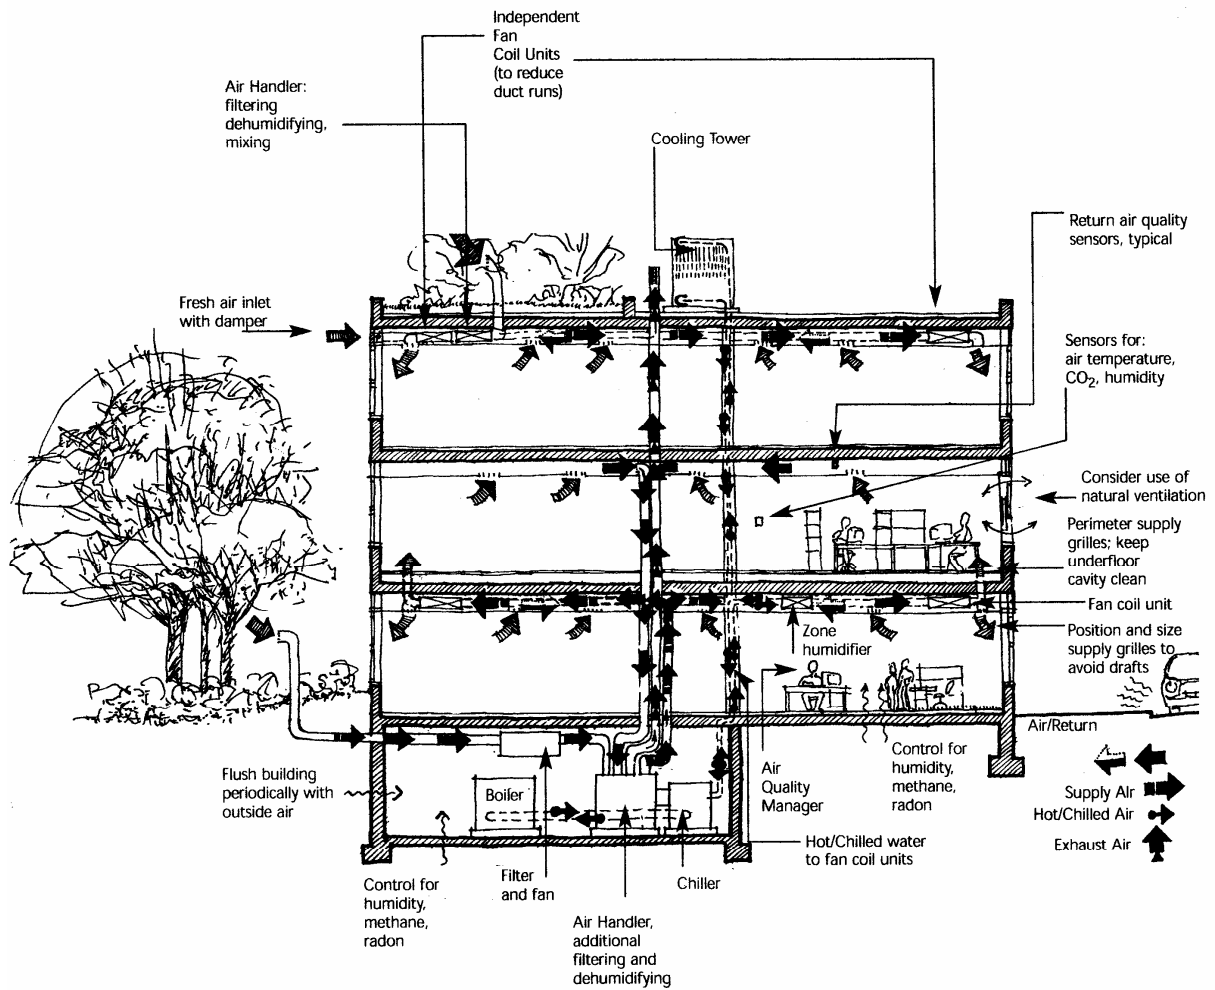 Independent
Fan
Coil Units
(to reduce
duct runs)
Air Handler:
filtering
dehumidifying,
mixing
Cooling Tower
Return air quality
sensors, typical
Fresh air inlet
with damper
Sensors for:
air temperature,
CO2, humidity
Consider use of
natural ventilation
Perimeter supply
grilles; keep
underfloor
cavity clean
Fan coil unit
Zone
humidifier
Position and size
supply grilles to
avoid drafts
Air/Return
Supply Air
Hot/Chilled Air
Exhaust Air
Control for
humidity,
methane,
radon
Air
Quality
Manager
Flush building
periodically with
outside air
Boiler
Hot/Chilled water
to fan coil units
Filter
and fan
Chiller
Control for
humidity,
methane,
radon
Air Handler,
additional
filtering and
dehumidifying